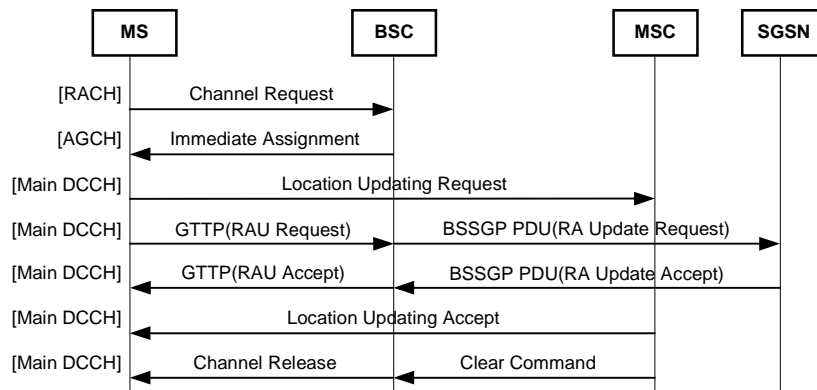 MS BSC MSC SGSN
[RACH] Channel Request
[AGCH] Immediate Assignment
[Main DCCH] Location Updating Request
[Main DCCH] GTTP(RAU Request) BSSGP PDU(RA Update Request)
[Main DCCH] GTTP(RAU Accept) BSSGP PDU(RA Update Accept)
[Main DCCH] Location Updating Accept
[Main DCCH] Channel Release Clear Command